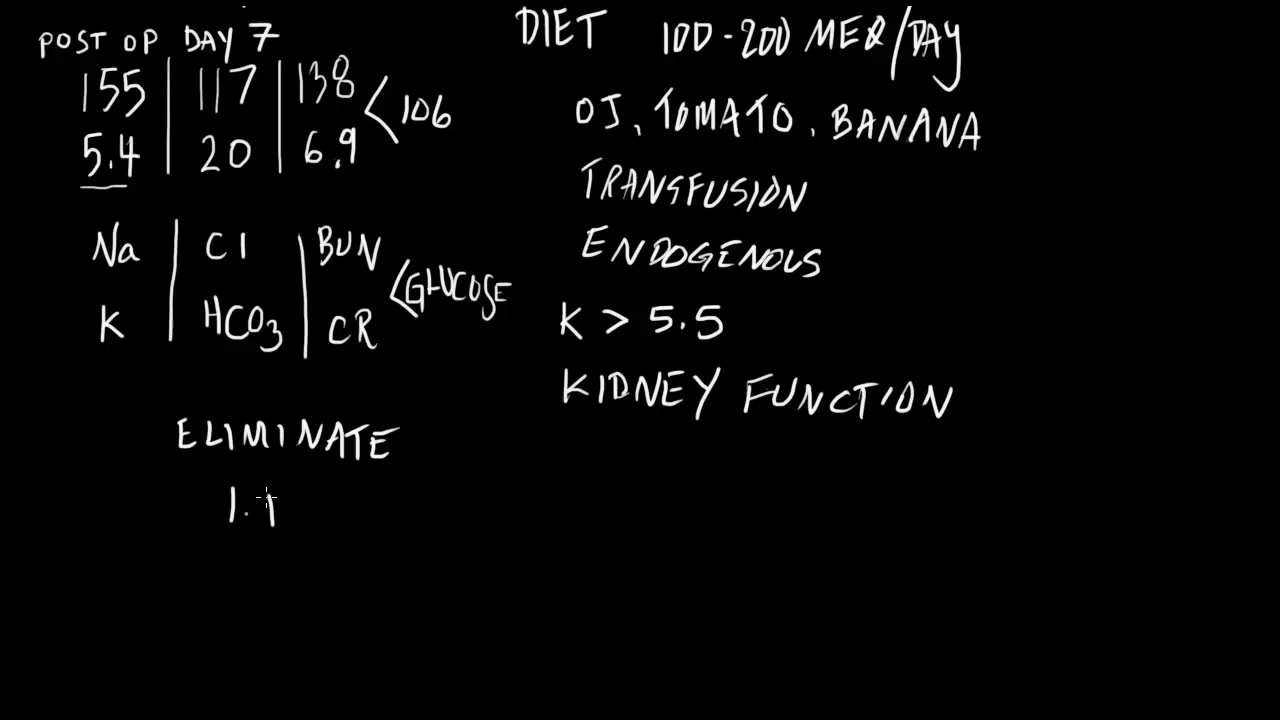 POST OP DAY 7
155 | 117 | 138 < 106
5.4 | 20 | 6.9
Na | Cl | BUN < GLUCOSE
K | HCO3 | CR
ELIMINATE
1.
DIET 100-200 MEQ/DAY
OJ, TOMATO, BANANA
TRANSFUSION
ENDOGENOUS
K > 5.5
KIDNEY FUNCTION